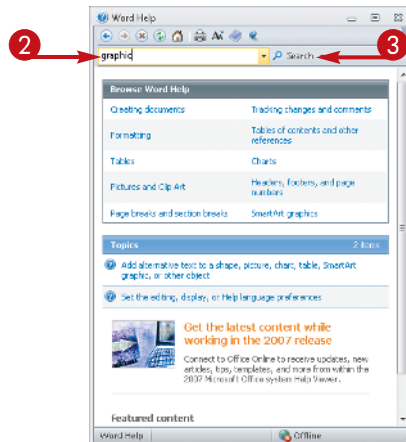 Word Help
2
graphic
Search
3
Browse Word Help
Creating documents
Tracking changes and comments
Formatting
Tables of contents and other
references
Tables
Charts
Pictures and Clip Art
Headers, footers, and page
numbers
Page breaks and section breaks
SmartArt graphics
Topics
2 items
Add alternative text to a shape, picture, chart, table, SmartArt
graphic, or other object
Set the editing, display, or Help language preferences
Get the latest content while
working in the 2007 release
Connect to Office Online to receive updates, new
articles, tips, templates, and more from within the
2007 Microsoft Office system Help Viewer.
Featured content
Word Help
Offline